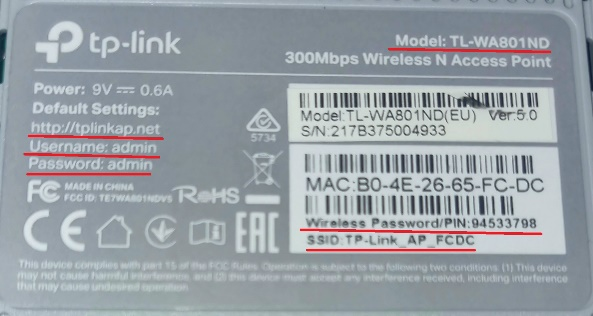 tp-link
Model: TL-WA801ND
300Mbps Wireless N Access Point
Power: 9V ⎓ 0.6A
Default Settings:
http://tplinkap.net
Username: admin
Password: admin
5734
Model:TL-WA801ND(EU) Ver:5.0
S/N:217B375004933
MAC:B0-4E-26-65-FC-DC
Wireless Password/PIN:94533798
SSID:TP-Link_AP_FCDC
FC MADE IN CHINA
FCC ID: TE7WA801NDV5
RoHS
CE
EAC
This device complies with part 15 of the FCC Rules. Operation is subject to the following two conditions: (1) This device
may not cause harmful interference, and (2) this device must accept any interference received, including interference
that may cause undesired operation.